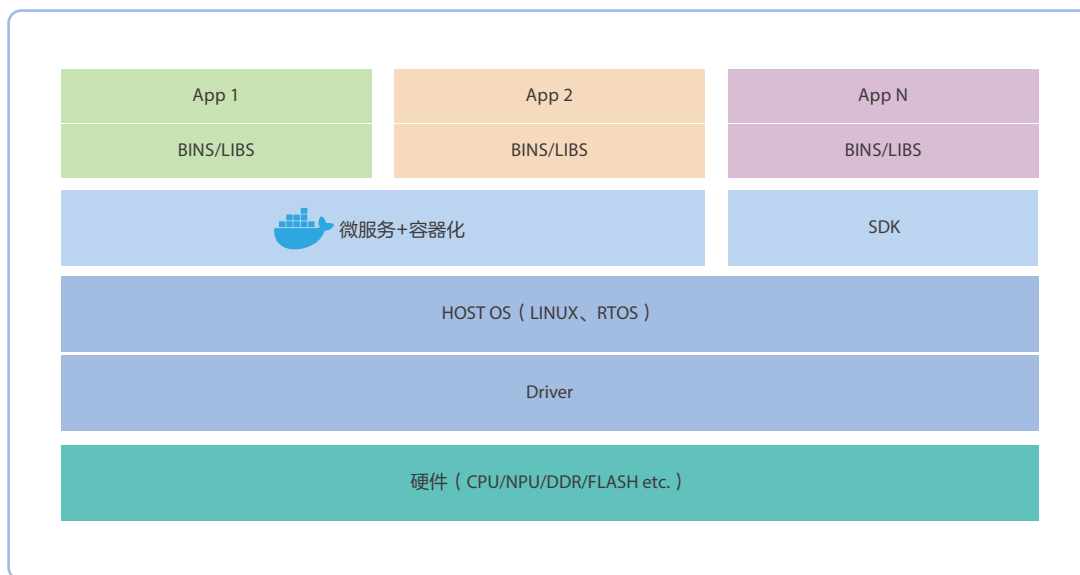 App 1
App 2
App N
BINS/LIBS
BINS/LIBS
BINS/LIBS
微服务+容器化
SDK
HOST OS（LINUX、RTOS）
Driver
硬件（CPU/NPU/DDR/FLASH etc.）